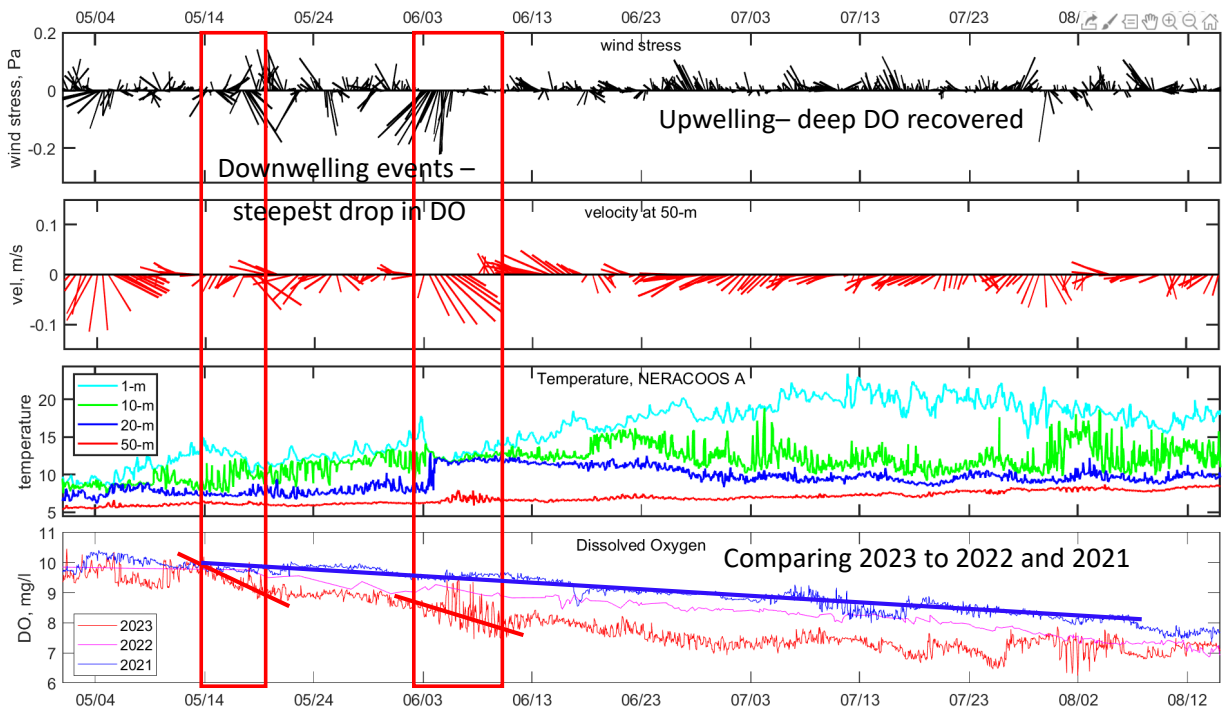 05/04 05/14 05/24 06/03 06/13 06/23 07/03 07/13 07/23 08/
wind stress
0.2
0
-0.2
wind stress, Pa
Upwelling– deep DO recovered
Downwelling events –
steepest drop in DO
velocity at 50-m
0.1
0
-0.1
vel, m/s
Temperature, NERACOOS A
1-m
10-m
20-m
50-m
20
15
10
5
temperature
Dissolved Oxygen
Comparing 2023 to 2022 and 2021
11
10
9
8
7
6
DO, mg/l
2023
2022
2021
05/04 05/14 05/24 06/03 06/13 06/23 07/03 07/13 07/23 08/02 08/12